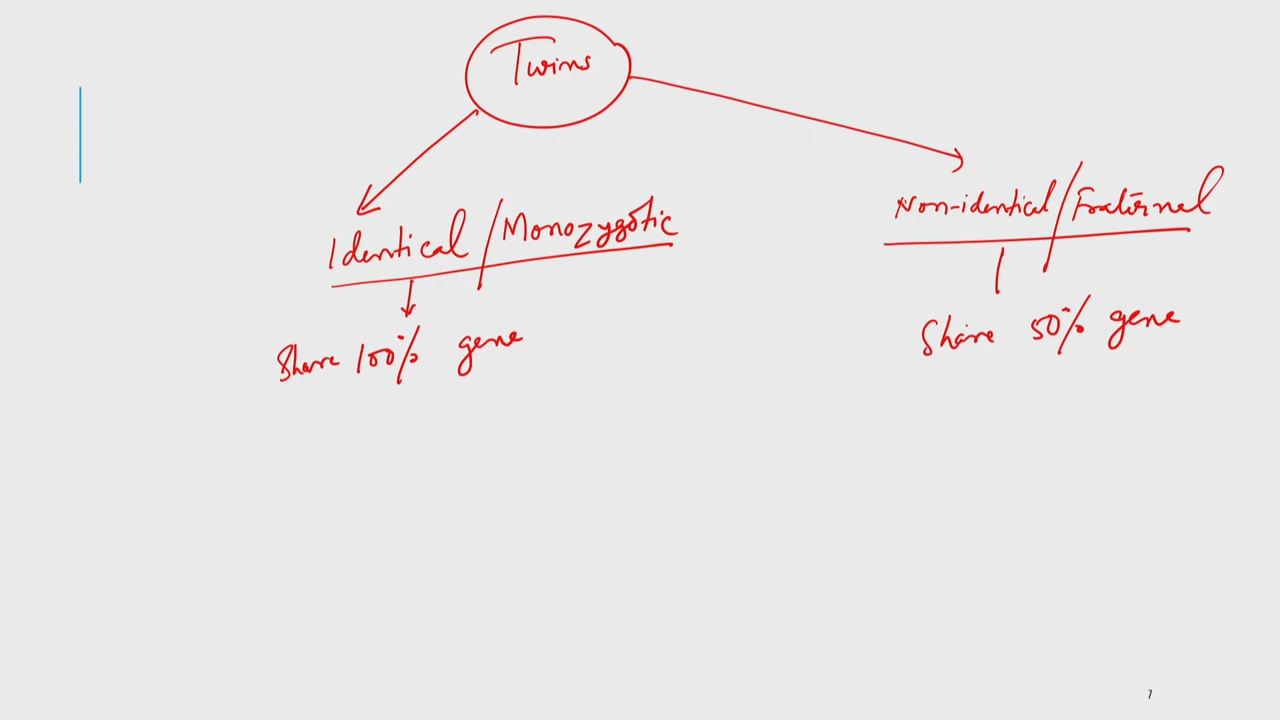 Twins
Identical/Monozygotic
Non-identical/Fraternal
Share 100% gene
Share 50% gene
7